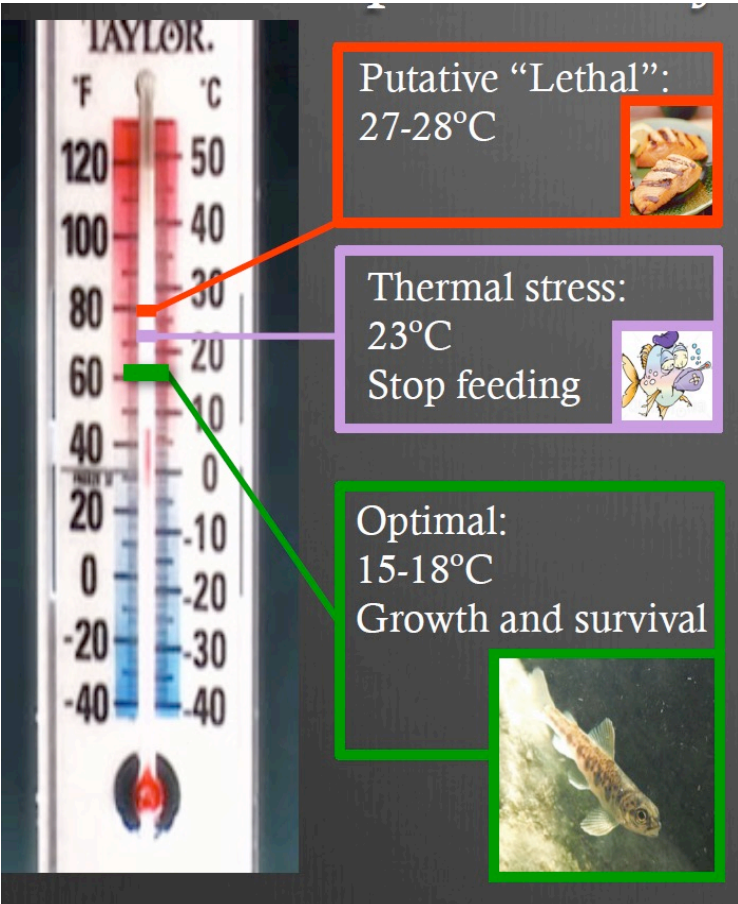 TAYLOR.
°F °C
120 50
100 40
80 30
60 20
40 10
20 0
0 -10
-20 -20
-40 -30
-40
Putative “Lethal”:
27-28°C
Thermal stress:
23°C
Stop feeding
Optimal:
15-18°C
Growth and survival